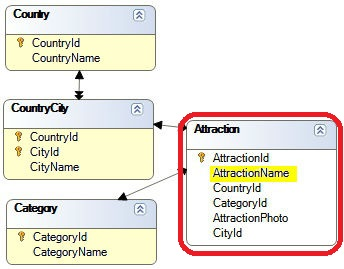 Country
CountryId
CountryName
CountryCity
CountryId
CityId
CityName
Category
CategoryId
CategoryName
Attraction
AttractionId
AttractionName
CountryId
CategoryId
AttractionPhoto
CityId